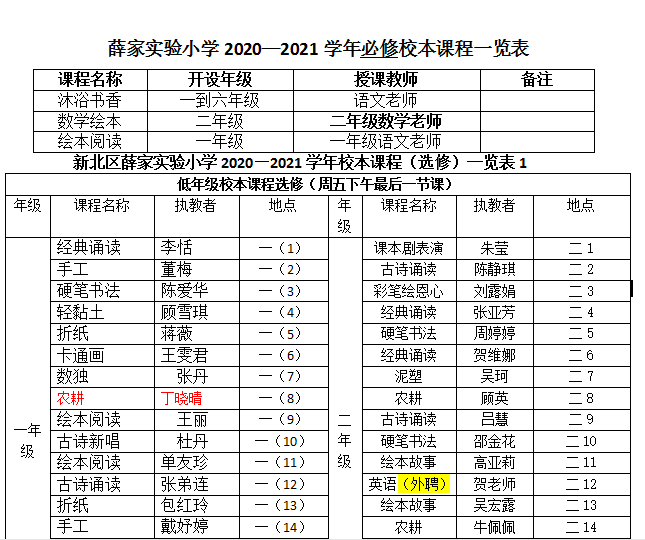 薛家实验小学 2020—2021 学年必修校本课程一览表
课程名称 开设年级 授课教师 备注
沐浴书香 一到六年级 语文老师
数学绘本 二年级 二年级数学老师
绘本阅读 一年级 一年级语文老师
新北区薛家实验小学 2020—2021 学年校本课程（选修）一览表 1
低年级校本课程选修（周五下午最后一节课）
年级 课程名称 执教者 地点 年级 课程名称 执教者 地点
一年级 二年级
经典诵读 李恬 一（1） 课本剧表演 朱莹 二 1
手工 董梅 一（2） 古诗诵读 陈静琪 二 2
硬笔书法 陈爱华 一（3） 彩笔绘恩心 刘露娟 二 3
轻黏土 顾雪琪 一（4） 经典诵读 张亚芳 二 4
折纸 蒋薇 一（5） 硬笔书法 周婷婷 二 5
卡通画 王雯君 一（6） 经典诵读 贺维娜 二 6
数独 张丹 一（7） 泥塑 吴珂 二 7
农耕 丁晓晴 一（8） 农耕 顾英 二 8
绘本阅读 王丽 一（9） 古诗诵读 吕慧 二 9
古诗新唱 杜丹 一（10） 硬笔书法 邵金花 二 10
绘本阅读 单友珍 一（11） 绘本故事 高亚莉 二 11
古诗诵读 张弟连 一（12） 英语（外聘） 贺老师 二 12
折纸 包红玲 一（13） 绘本故事 吴宏露 二 13
手工 戴妤婷 一（14） 农耕 牛佩佩 二 14